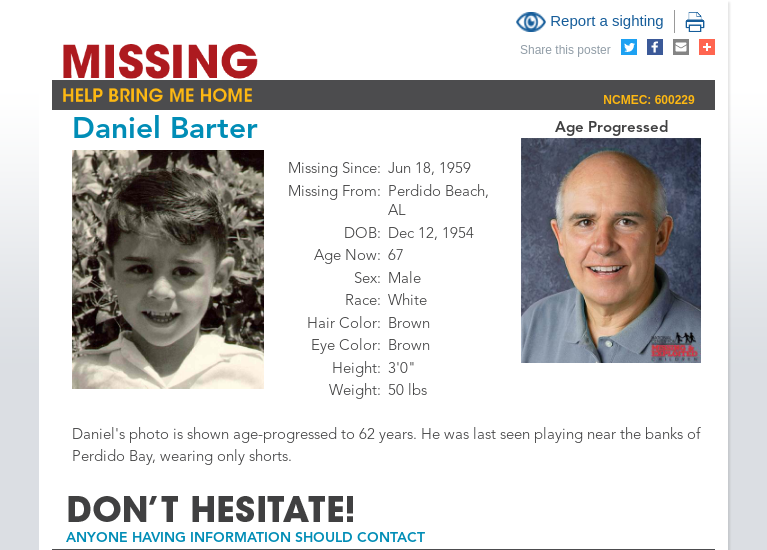 Report a sighting
Share this poster
MISSING
HELP BRING ME HOME
NCMEC: 600229
Daniel Barter
Age Progressed
Missing Since: Jun 18, 1959
Missing From: Perdido Beach,
AL
DOB: Dec 12, 1954
Age Now: 67
Sex: Male
Race: White
Hair Color: Brown
Eye Color: Brown
Height: 3'0"
Weight: 50 lbs
Daniel's photo is shown age-progressed to 62 years. He was last seen playing near the banks of
Perdido Bay, wearing only shorts.
DON'T HESITATE!
ANYONE HAVING INFORMATION SHOULD CONTACT